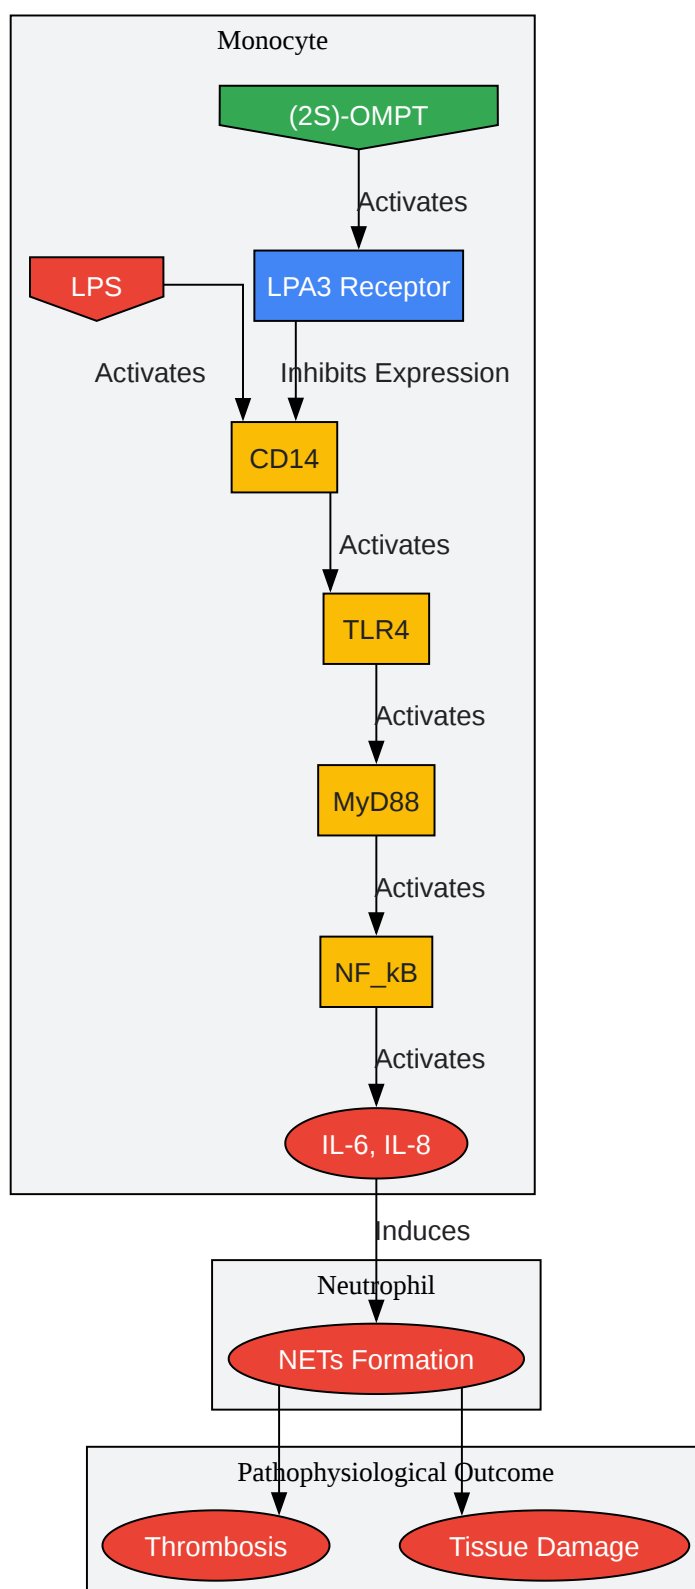 Monocyte
(2S)-OMPT
Activates
LPS
LPA3 Receptor
Activates
Inhibits Expression
CD14
Activates
TLR4
Activates
MyD88
Activates
NF_kB
Activates
IL-6, IL-8
Induces
Neutrophil
NETs Formation
Pathophysiological Outcome
Thrombosis
Tissue Damage